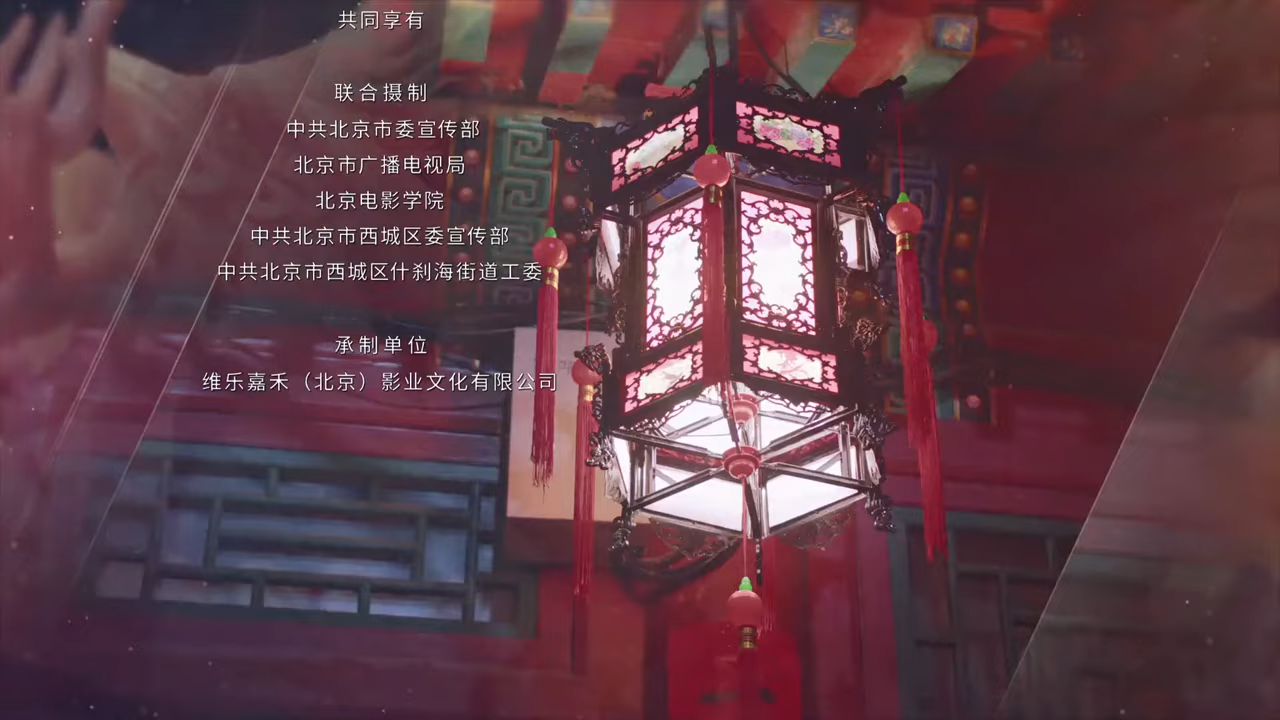 共同享有
联合摄制
中共北京市委宣传部
北京市广播电视局
北京电影学院
中共北京市西城区委宣传部
中共北京市西城区什刹海街道工委
承制单位
维乐嘉禾（北京）影业文化有限公司